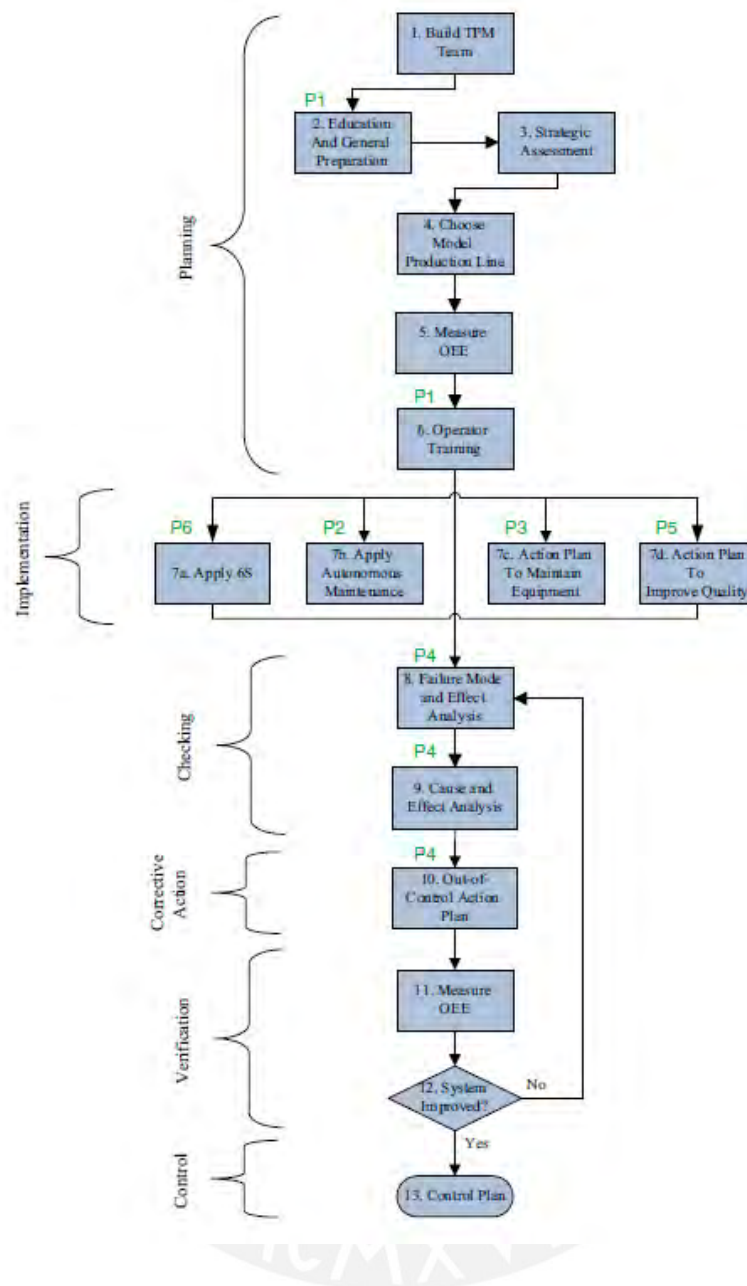 1. Build TPM
Team
P1
2. Education
And General
Preparation
3. Strategic
Assessment
4. Choose
Model
Production Line
5. Measure
OEE
P1
6. Operator
Training
Planning
P6
7a. Apply 6S
P2
7b. Apply
Autonomous
Maintenance
P3
7c. Action Plan
To Maintain
Equipment
P5
7d. Action Plan
To
Improve Quality
Implementation
P4
8. Failure Mode
and Effect
Analysis
P4
9. Cause and
Effect Analysis
Checking
P4
10. Out-of-
Control Action
Plan
Corrective
Action
11. Measure
OEE
12. System
Improved?
No
Yes
Verification
13. Control Plan
Control